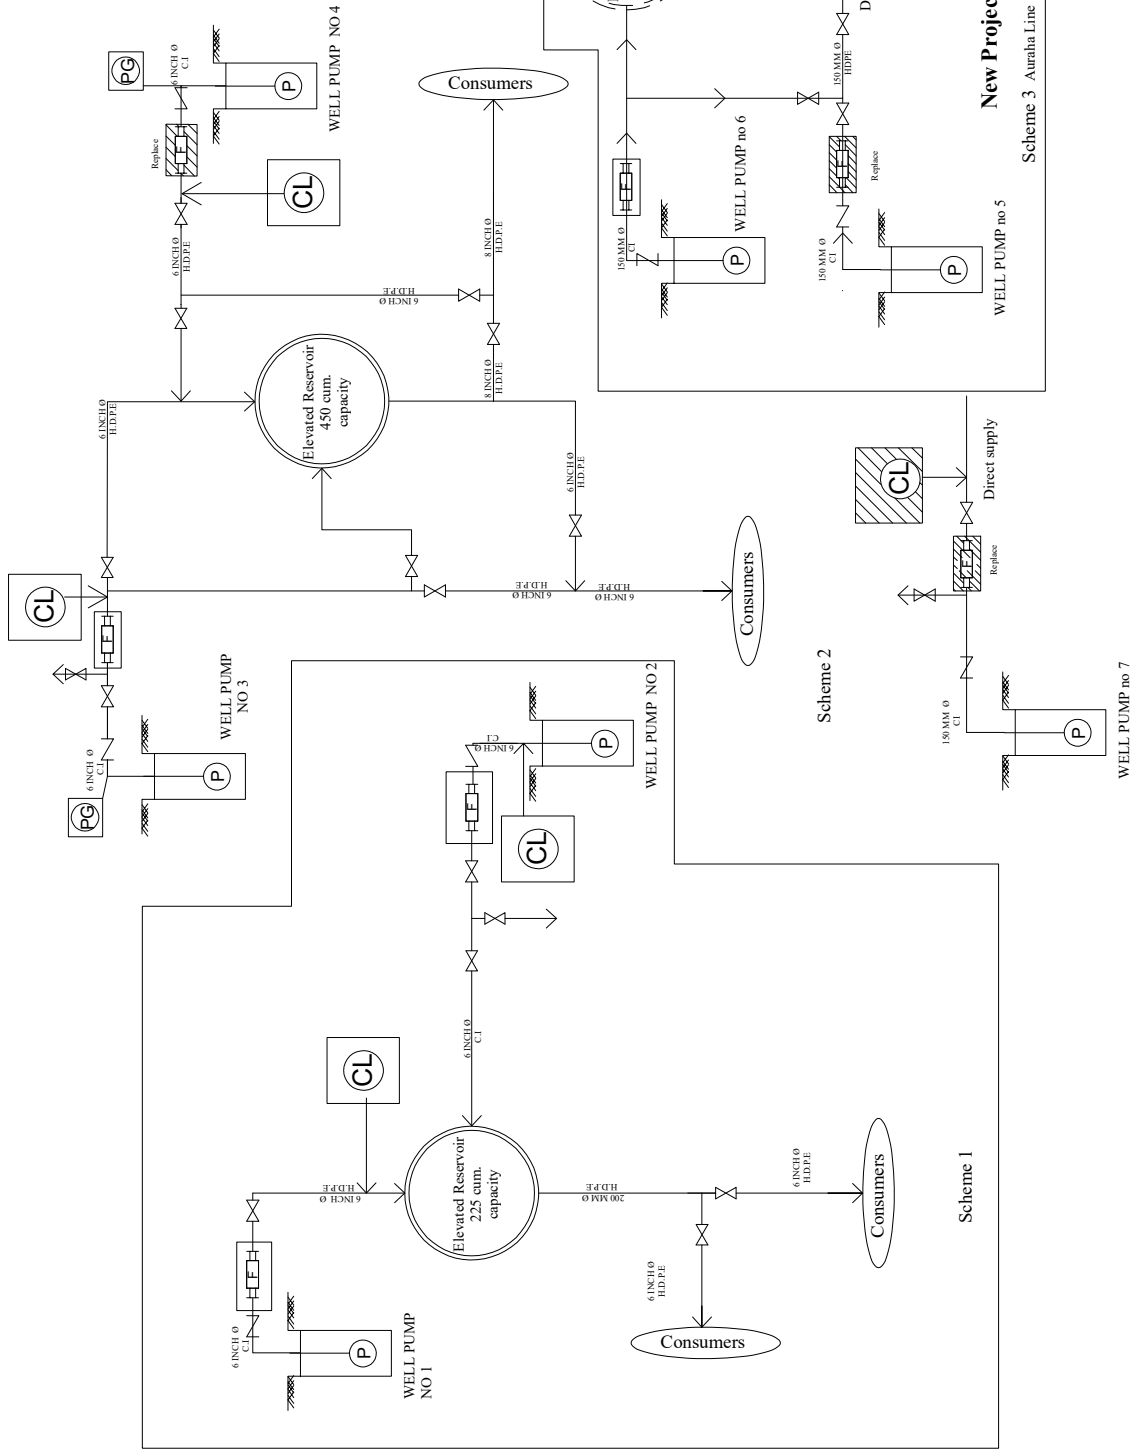 WELL PUMP NO 4
PG
6 INCH Ø
C.I
P
Replace
F
CL
6 INCH Ø
H.D.P.E
6 INCH Ø
H.D.P.E
8 INCH Ø
H.D.P.E
Consumers
8 INCH Ø
H.D.P.E
Elevated Reservoir
450 cum.
capacity
6 INCH Ø
H.D.P.E
6 INCH Ø
H.D.P.E
CL
F
PG
6 INCH Ø
C.I
P
WELL PUMP
NO 3
6 INCH Ø
H.D.P.E
6 INCH Ø
H.D.P.E
Consumers
Scheme 2
New Projec
Scheme 3 Auraha Line
D
150 MM Ø
HDPE
F
150 MM Ø
CI
P
WELL PUMP no 6
F
Replace
150 MM Ø
CI
P
WELL PUMP no 5
CL
Direct supply
F
Replace
150 MM Ø
CI
P
WELL PUMP no 7
WELL PUMP NO 2
6 INCH Ø
C.I
P
F
CL
6 INCH Ø
C.I
CL
6 INCH Ø
H.D.P.E
Elevated Reservoir
225 cum.
capacity
F
6 INCH Ø
C.I
P
WELL PUMP
NO 1
200 MM Ø
H.D.P.E
6 INCH Ø
H.D.P.E
Consumers
6 INCH Ø
H.D.P.E
Consumers
Scheme 1